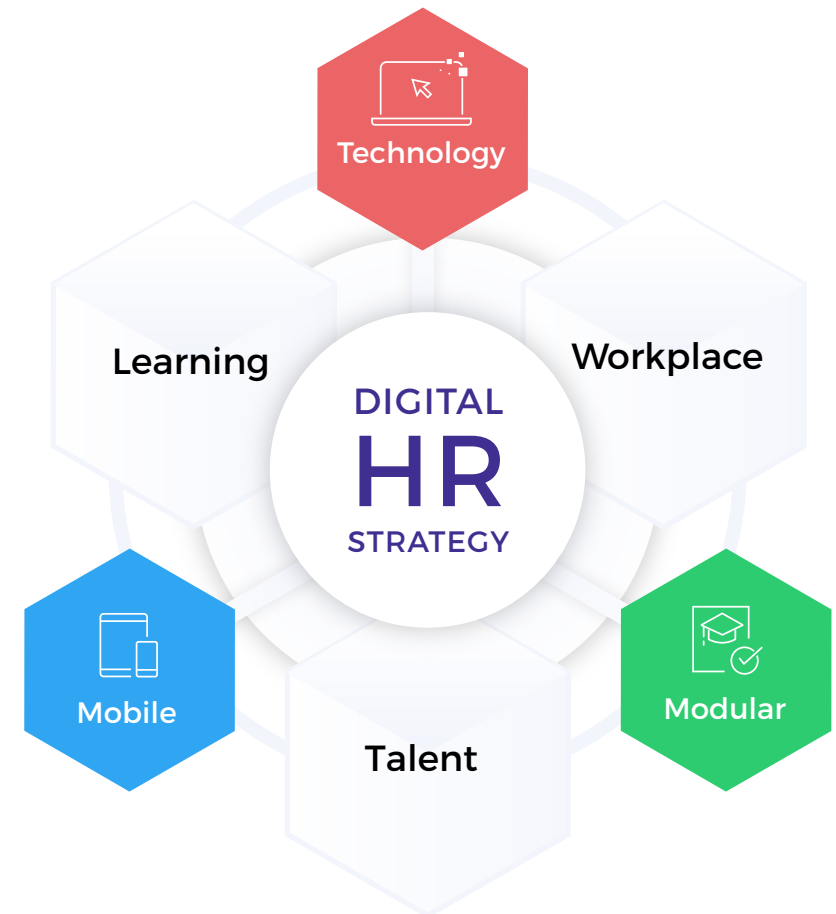 Technology
Learning
Workplace
DIGITAL
HR
STRATEGY
Mobile
Modular
Talent